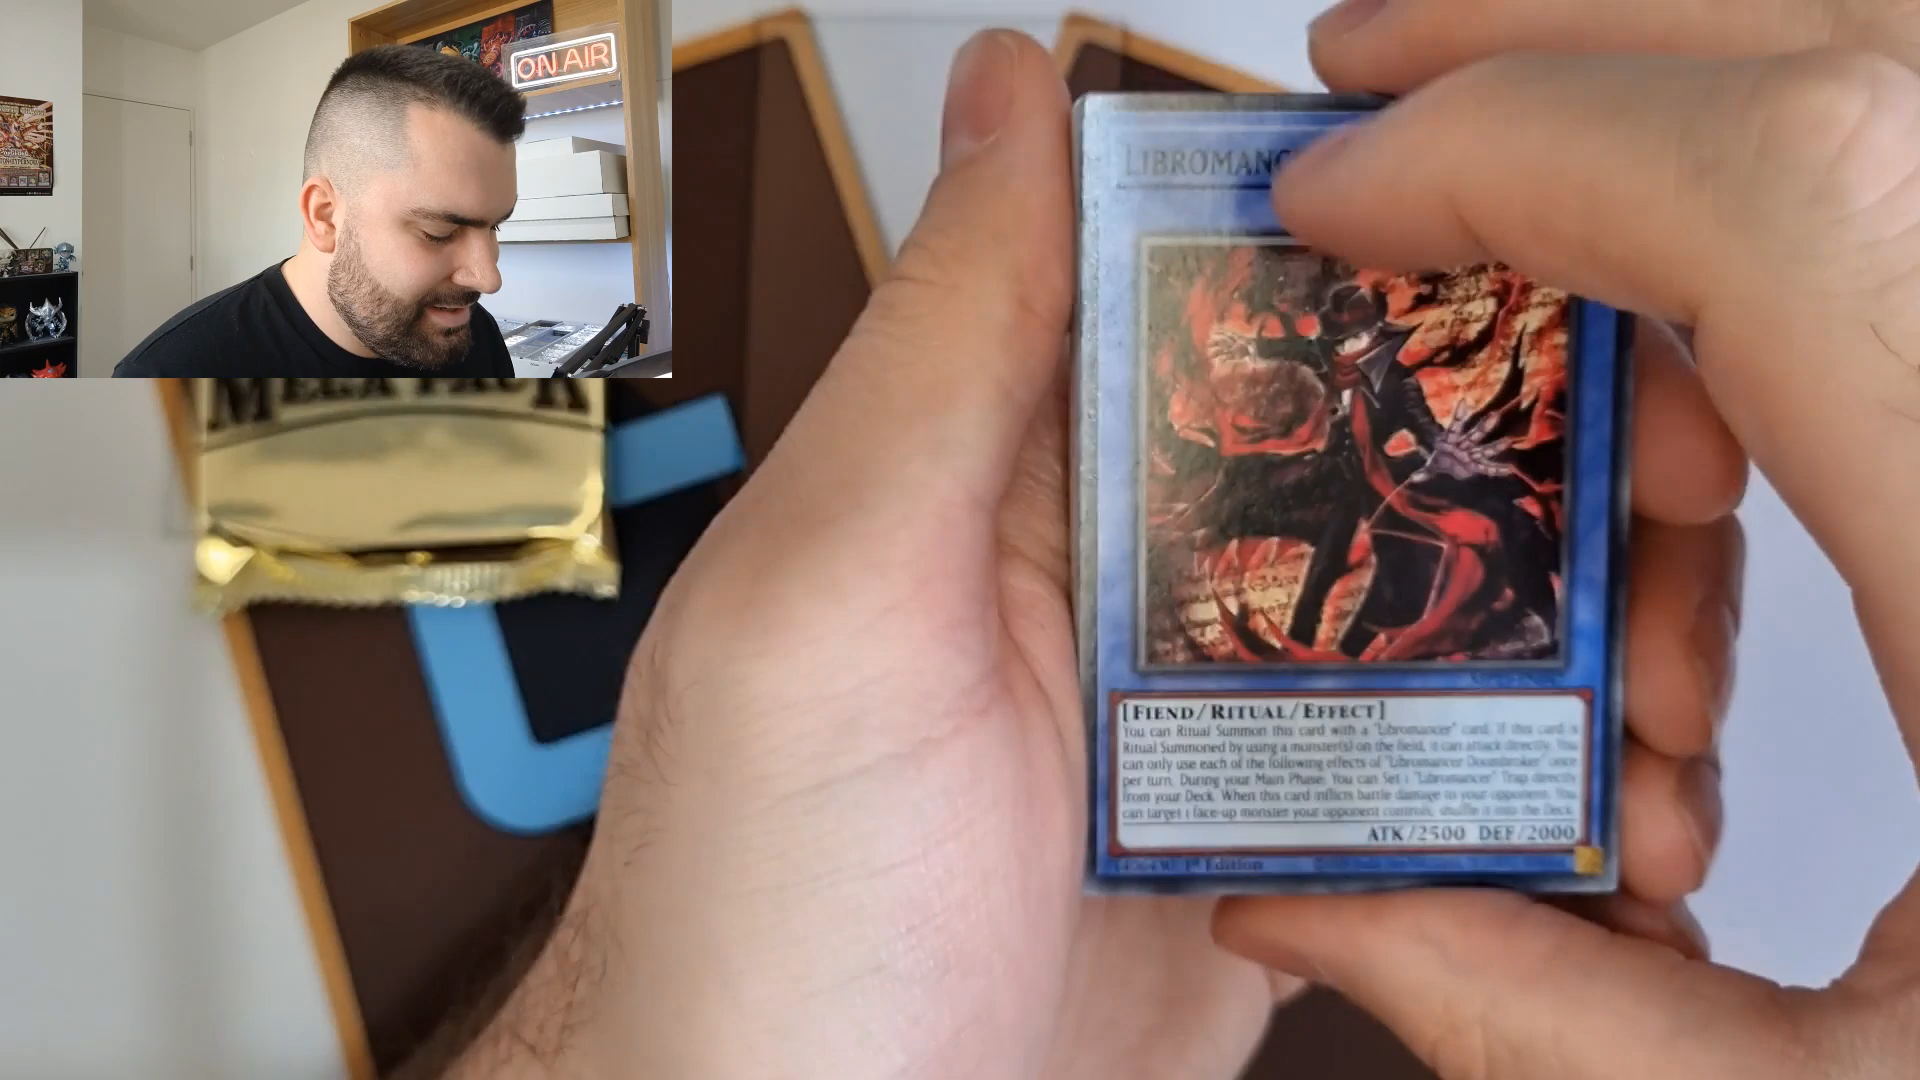 ON AIR
MEGA PACK
LIBROMANC
[FIEND/RITUAL/EFFECT]
You can Ritual Summon this card with a "Libromancer" card. If this card is
Ritual Summoned by using a monster(s) on the field, it can attack directly. You
can only use each of the following effects of "Libromancer Doombroker" once
per turn. During your Main Phase: You can Set 1 "Libromancer" Trap directly
from your Deck. When this card inflicts battle damage to your opponent: You
can target 1 face-up monster your opponent controls; shuffle it into the Deck.
ATK/2500 DEF/2000
1st Edition